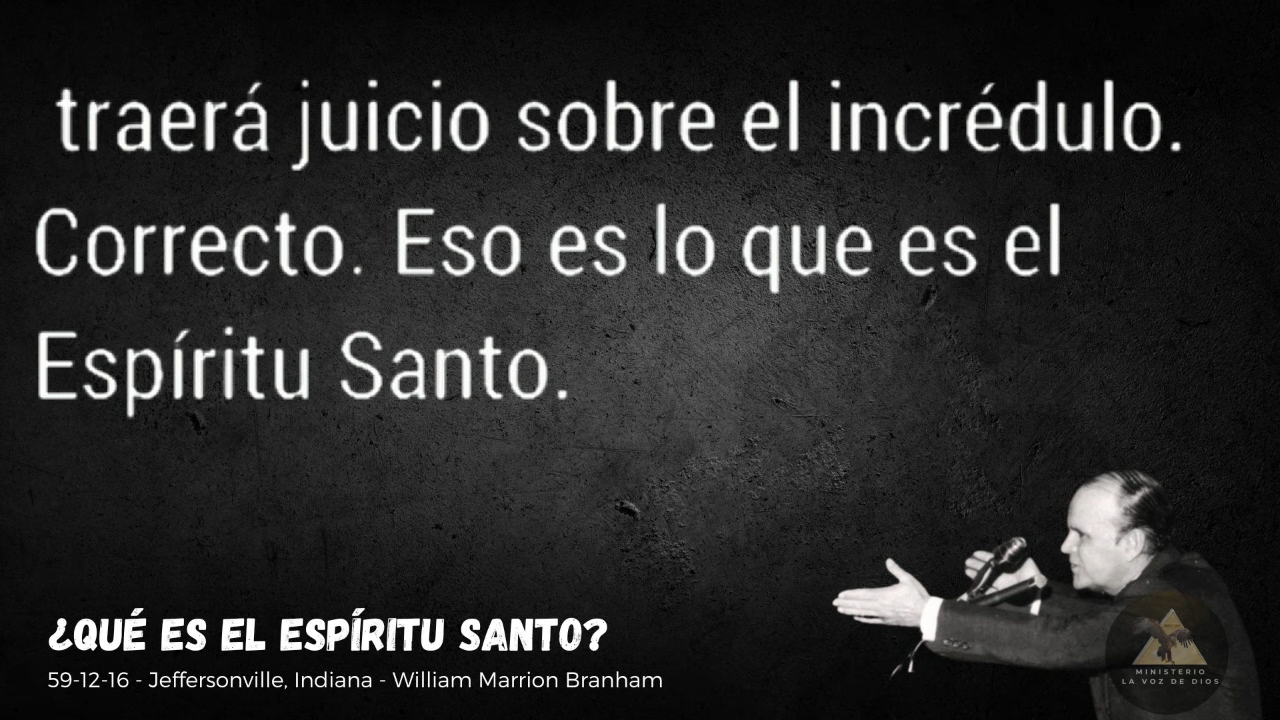 traerá juicio sobre el incrédulo.
Correcto. Eso es lo que es el
Espíritu Santo.
¿QUÉ ES EL ESPÍRITU SANTO?
59-12-16 - Jeffersonville, Indiana - William Marrion Branham
MINISTERIO
LA VOZ DE DIOS